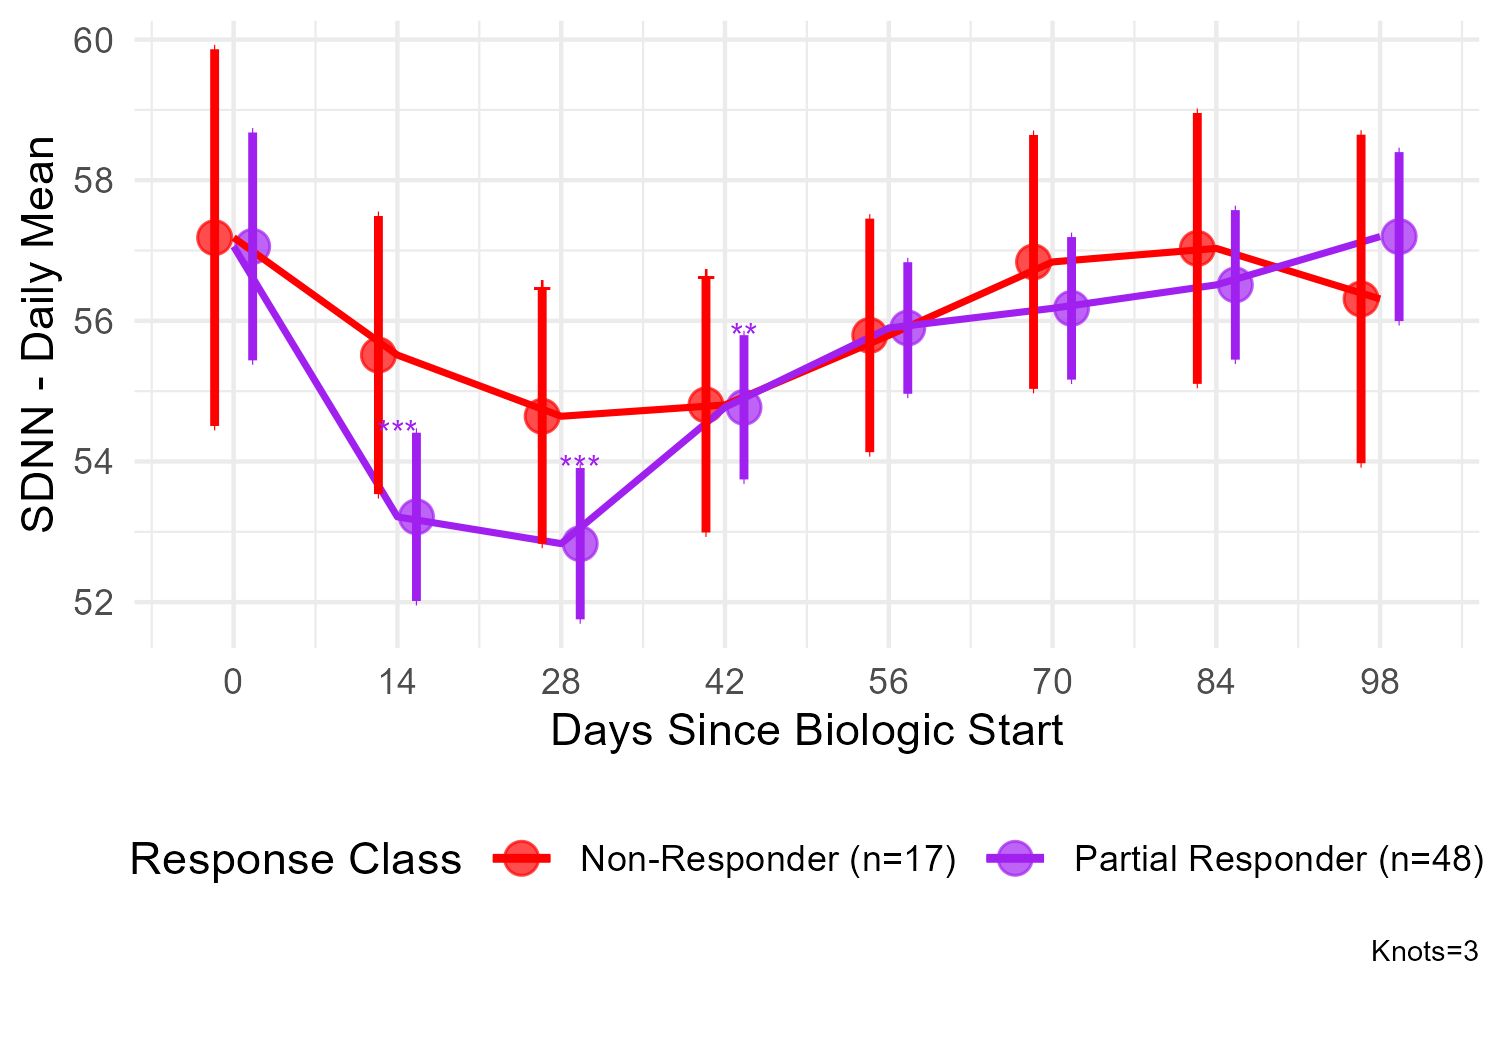 SDNN - Daily Mean
60
58
56
54
52
***
***
**
0 14 28 42 56 70 84 98
Days Since Biologic Start
Response Class Non-Responder (n=17) Partial Responder (n=48)
Knots=3